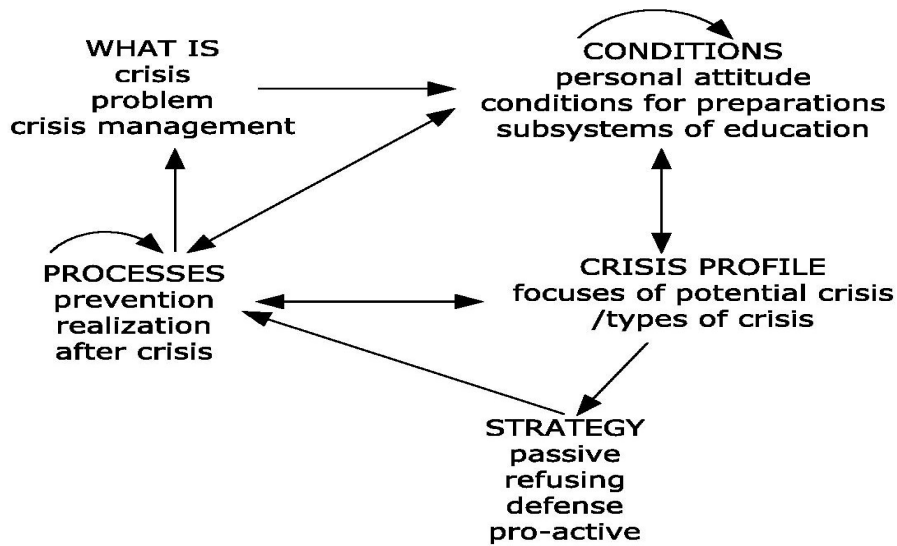 WHAT IS
crisis
problem
crisis management
CONDITIONS
personal attitude
conditions for preparations
subsystems of education
PROCESSES
prevention
realization
after crisis
CRISIS PROFILE
focuses of potential crisis
/types of crisis
STRATEGY
passive
refusing
defense
pro-active